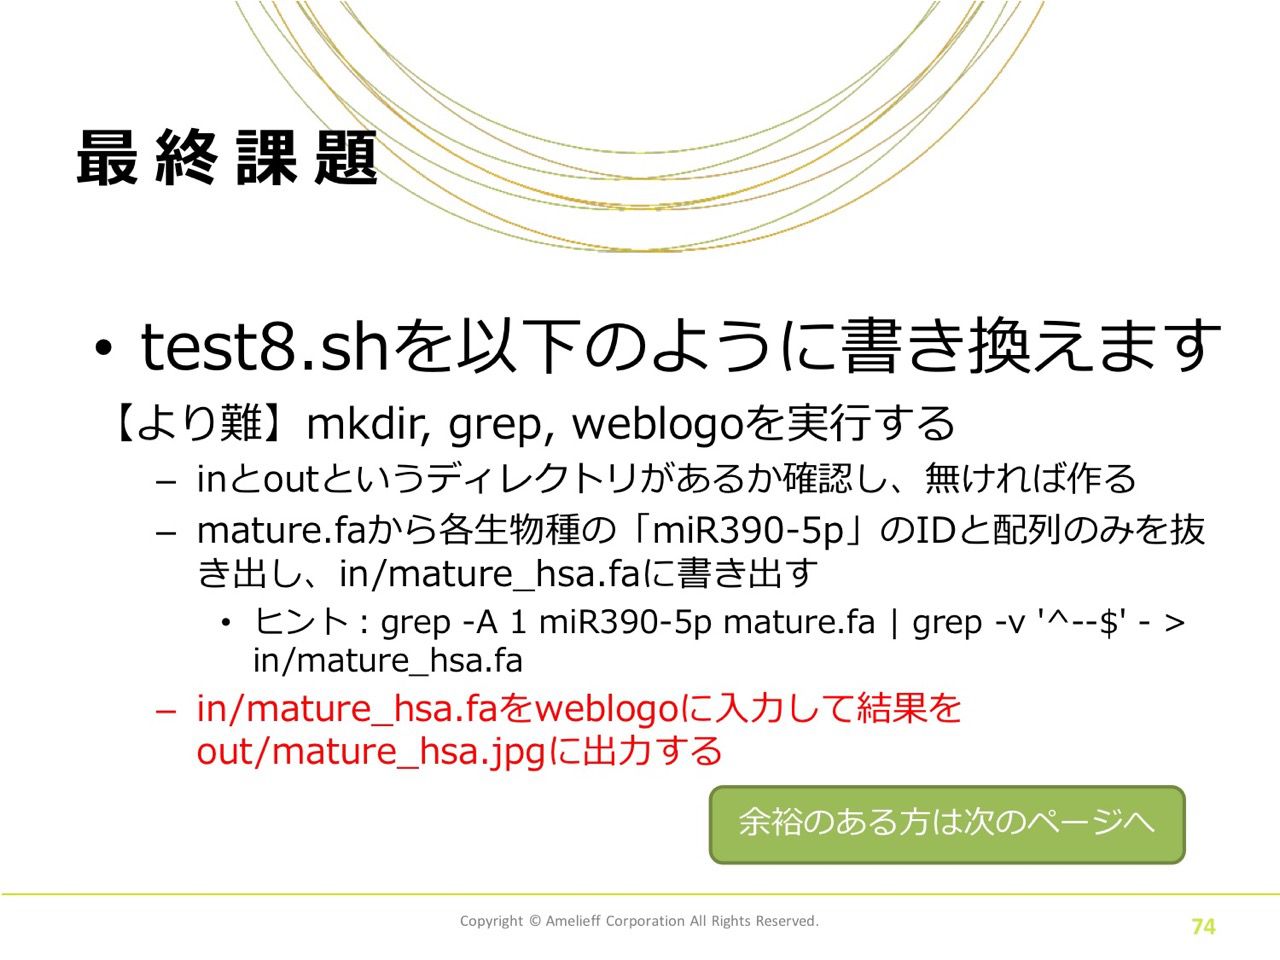 最終課題
• test8.shを以下のように書き換えます
【より難】mkdir, grep, weblogoを実行する
– inとoutというディレクトリがあるか確認し、無ければ作る
– mature.faから各生物種の「miR390-5p」のIDと配列のみを抜
き出し、in/mature_hsa.faに書き出す
• ヒント：grep -A 1 miR390-5p mature.fa | grep -v '^--$' - >
in/mature_hsa.fa
– in/mature_hsa.faをweblogoに入力して結果を
out/mature_hsa.jpgに出力する
余裕のある方は次のページへ
Copyright © Amelieff Corporation All Rights Reserved.
74